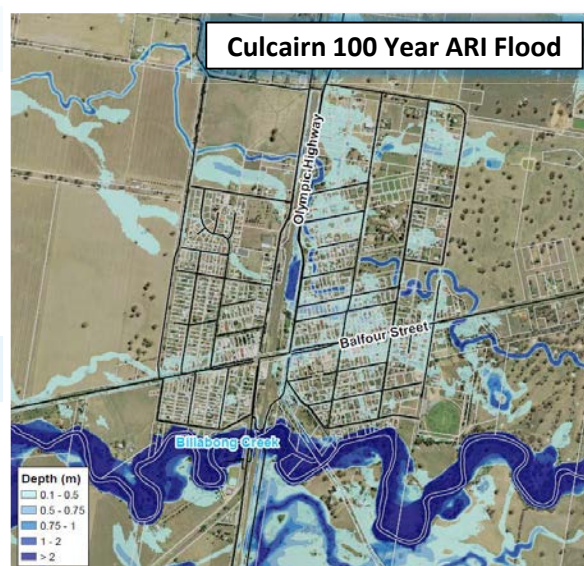 Culcairn 100 Year ARI Flood
Olympic Highway
Balfour Street
Billabong Creek
Depth (m)
0.1 - 0.5
0.5 - 0.75
0.75 - 1
1 - 2
> 2